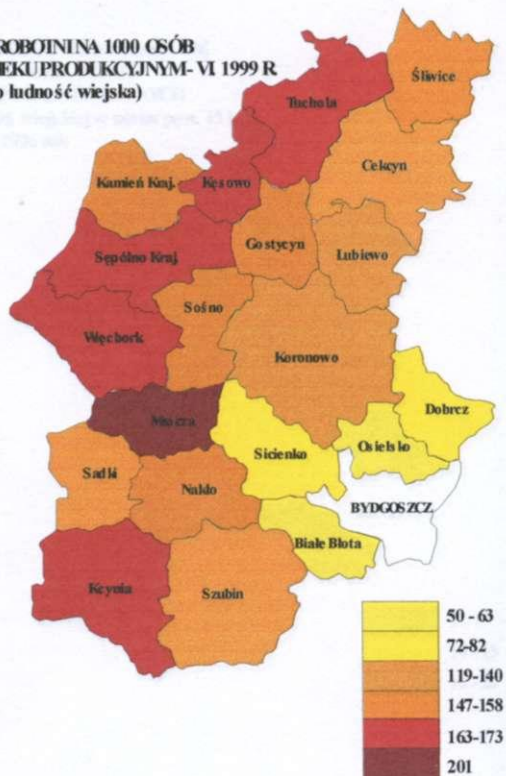 ROBOTNI NA 1000 OSÓB
EKU PRODUKCYJNYM - VI 1999 R
o ludność wiejska)
Śliwice
Tuchola
Cekcyn
Kamień Kraj.
Kęsowo
Gostycyn
Lubiewo
Sępólno Kraj.
Sośno
Więcbork
Koronowo
Mrocza
Dobrcz
Osielsko
Sicienko
Sadki
Nakło
BYDGOSZCZ
Białe Błota
Kcynia
Szubin
50 - 63
72-82
119-140
147-158
163-173
201